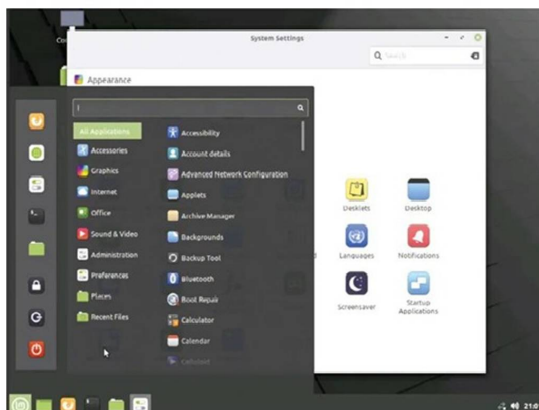 System Settings
Search
Appearance
All Applications
Accessories
Graphics
Internet
Office
Sound & Video
Administration
Preferences
Places
Recent Files
Accessibility
Account details
Advanced Network Configuration
Applets
Archive Manager
Backgrounds
Backup Tool
Bluetooth
Boot Repair
Calculator
Calendar
Desklets
Desktop
Languages
Notifications
Screensaver
Startup
Applications